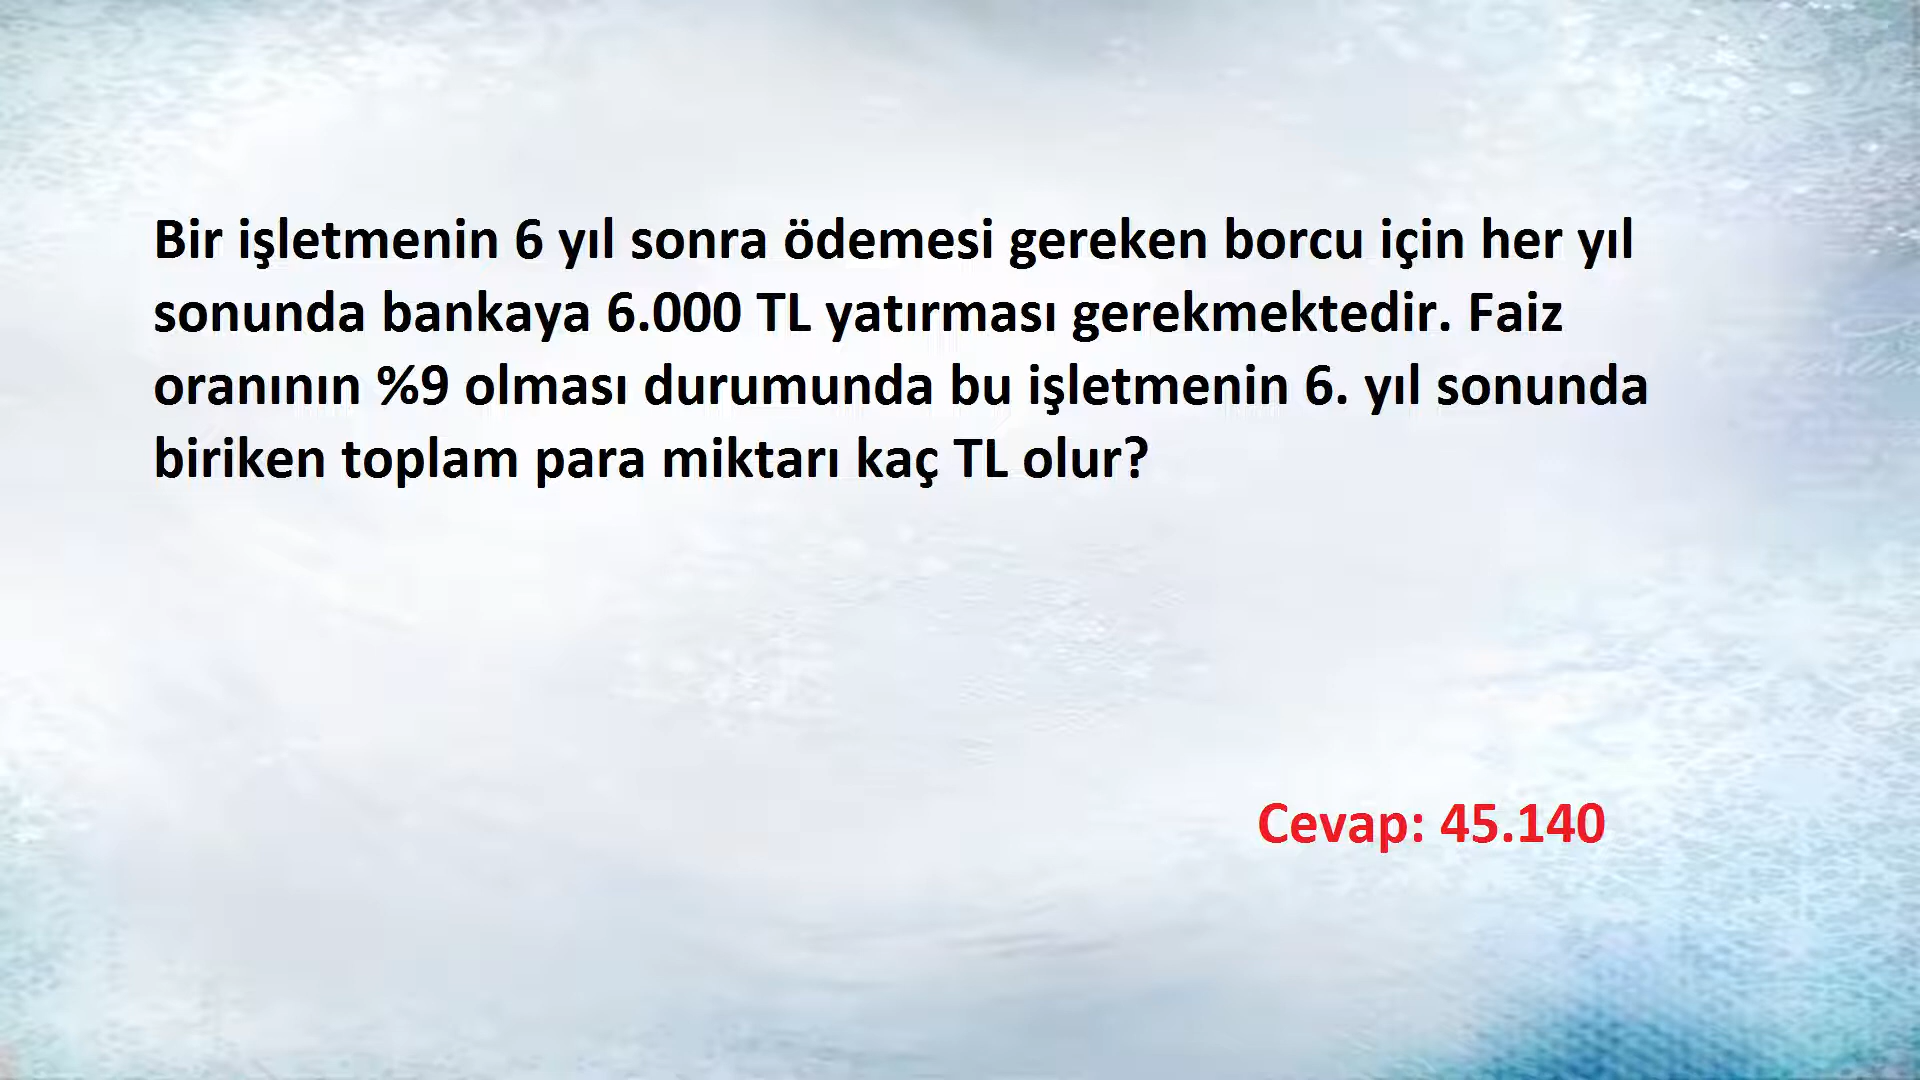 Bir işletmenin 6 yıl sonra ödemesi gereken borcu için her yıl
sonunda bankaya 6.000 TL yatırması gerekmektedir. Faiz
oranının %9 olması durumunda bu işletmenin 6. yıl sonunda
biriken toplam para miktarı kaç TL olur?
Cevap: 45.140